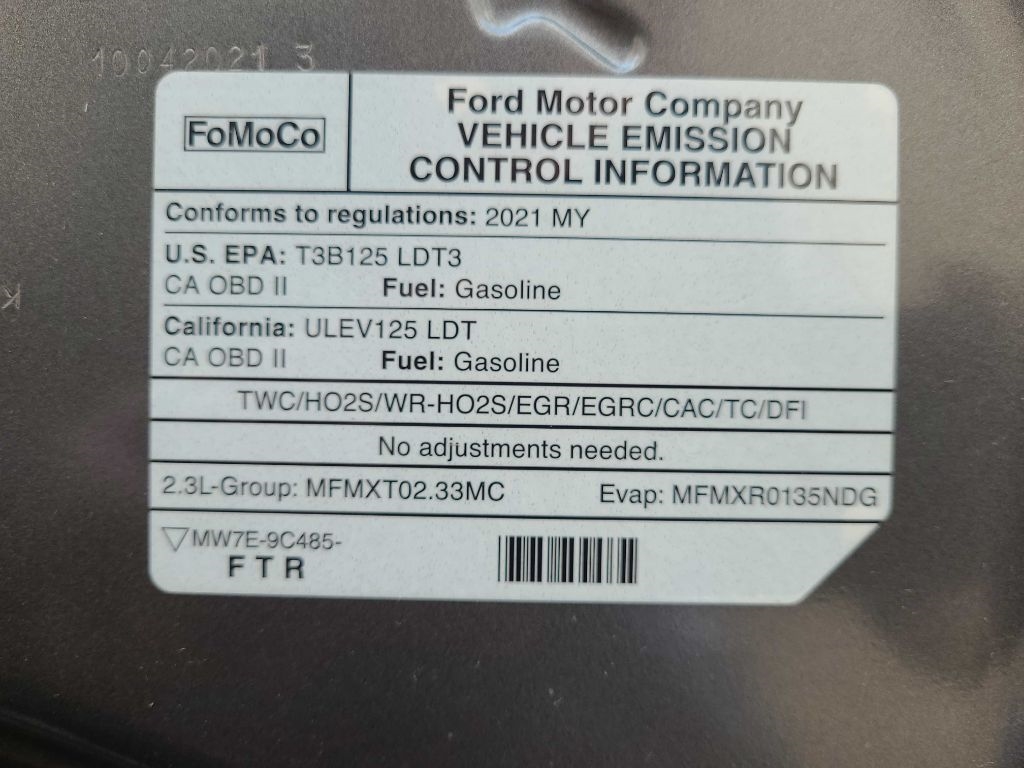 10042021 3
FoMoCo
Ford Motor Company
VEHICLE EMISSION
CONTROL INFORMATION
Conforms to regulations: 2021 MY
U.S. EPA: T3B125 LDT3
CA OBD II Fuel: Gasoline
California: ULEV125 LDT
CA OBD II Fuel: Gasoline
TWC/HO2S/WR-HO2S/EGR/EGRC/CAC/TC/DFI
No adjustments needed.
2.3L-Group: MFMXT02.33MC Evap: MFMXR0135NDG
MW7E-9C485-
FTR